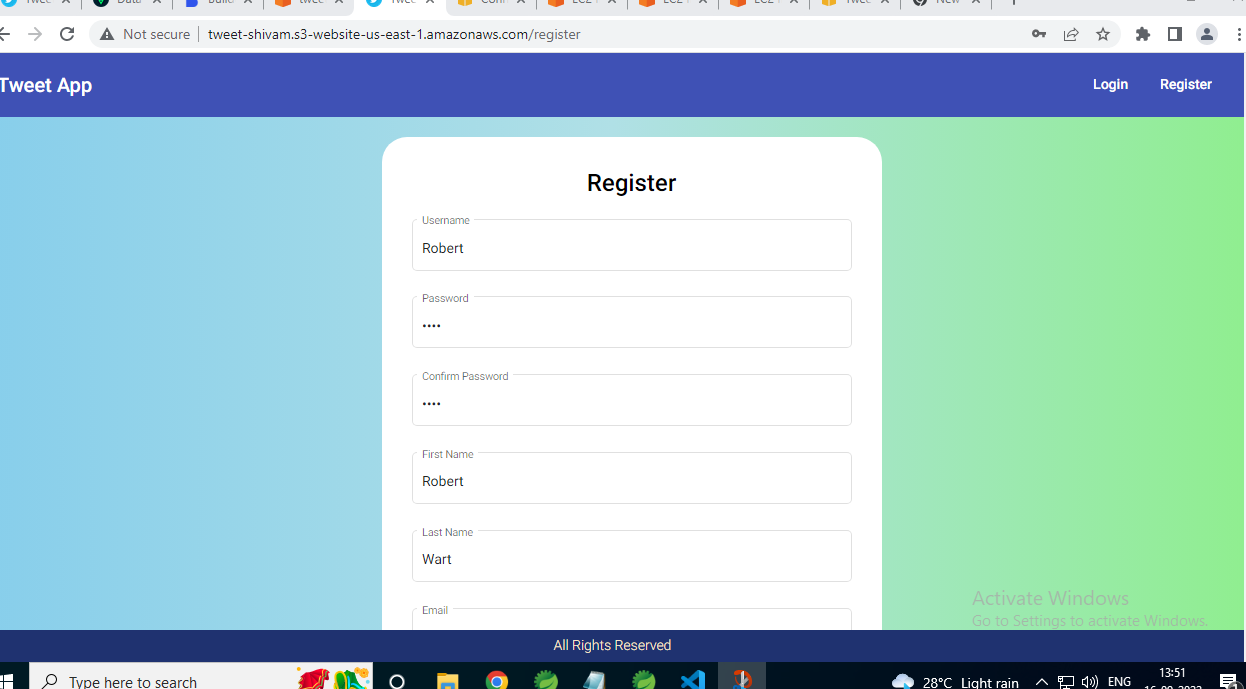 Not secure
tweet-shivam.s3-website-us-east-1.amazonaws.com/register
Tweet App
Login
Register
Register
Username
Robert
Password
••••
Confirm Password
••••
First Name
Robert
Last Name
Wart
Email
Activate Windows
Go to Settings to activate Windows.
All Rights Reserved
Type here to search
28°C Light rain
ENG
13:51